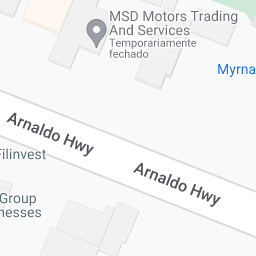 MSD Motors Trading
And Services
Temporariamente
fechado
Myrna
Arnaldo Hwy
Filinvest
Arnaldo Hwy
Group
nesses